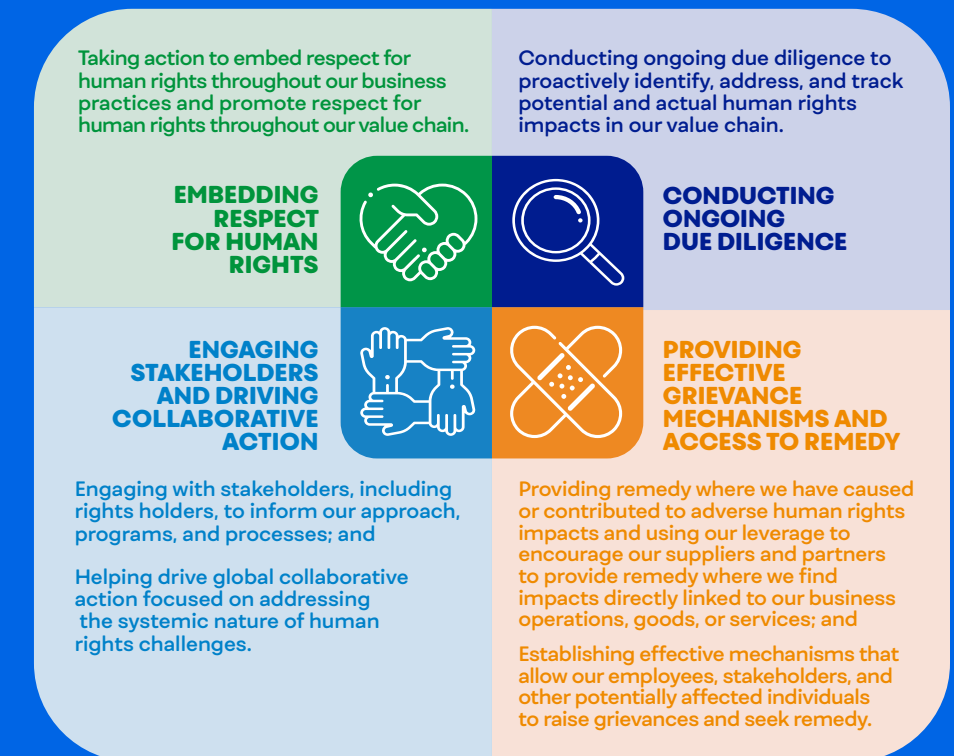 Taking action to embed respect for
human rights throughout our business
practices and promote respect for
human rights throughout our value chain.
EMBEDDING
RESPECT
FOR HUMAN
RIGHTS
Conducting ongoing due diligence to
proactively identify, address, and track
potential and actual human rights
impacts in our value chain.
CONDUCTING
ONGOING
DUE DILIGENCE
ENGAGING
STAKEHOLDERS
AND DRIVING
COLLABORATIVE
ACTION
Engaging with stakeholders, including
rights holders, to inform our approach,
programs, and processes; and
Helping drive global collaborative
action focused on addressing
the systemic nature of human
rights challenges.
PROVIDING
EFFECTIVE
GRIEVANCE
MECHANISMS AND
ACCESS TO REMEDY
Providing remedy where we have caused
or contributed to adverse human rights
impacts and using our leverage to
encourage our suppliers and partners
to provide remedy where we find
impacts directly linked to our business
operations, goods, or services; and
Establishing effective mechanisms that
allow our employees, stakeholders, and
other potentially affected individuals
to raise grievances and seek remedy.